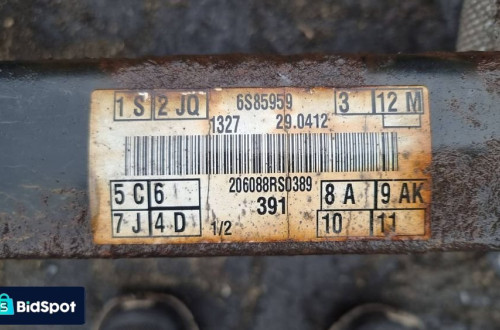 1 S 2 JQ 6S85959 3 12 M
1327 29.0412
206088RS0389
5 C 6 391 8 A 9 AK
7 J 4 D 1/2 10 11
BidSpot